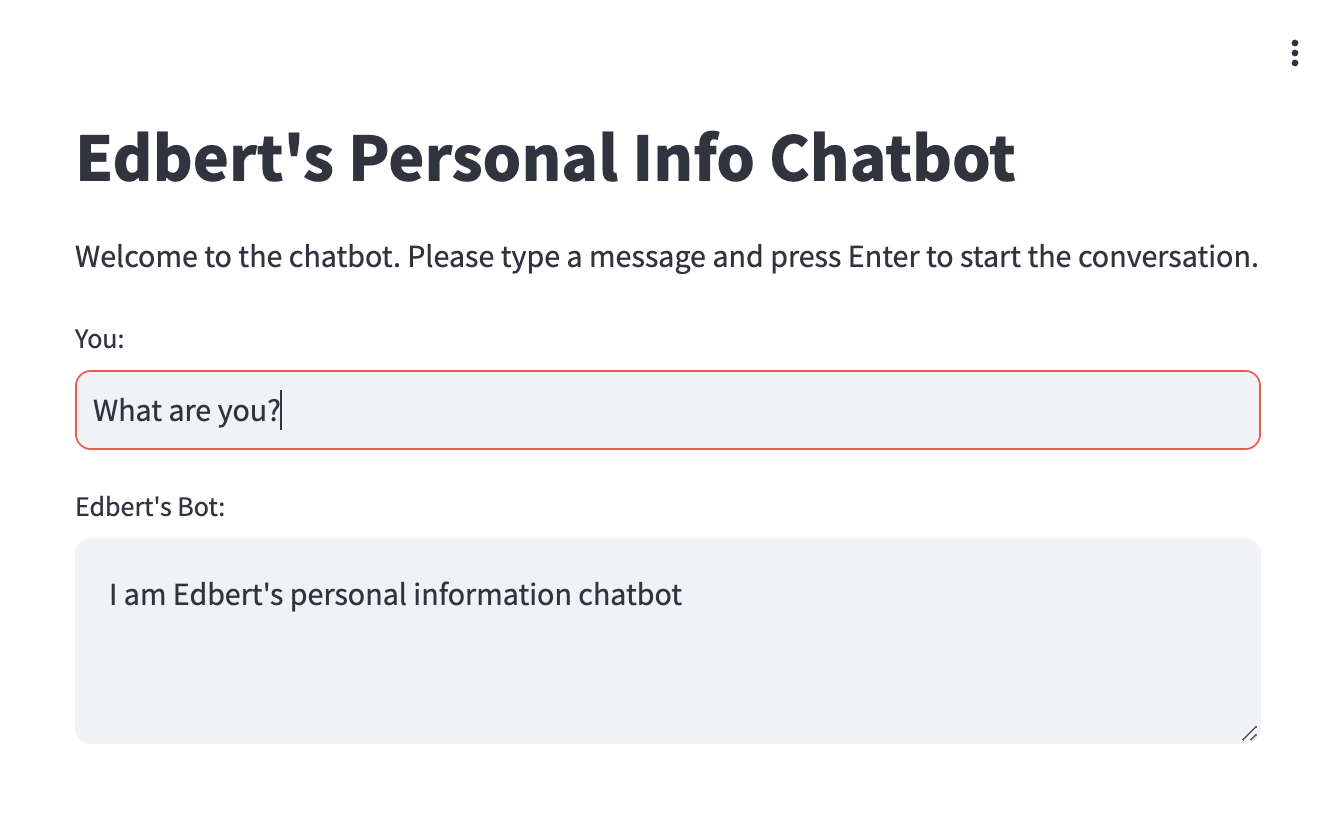 Edbert's Personal Info Chatbot
Welcome to the chatbot. Please type a message and press Enter to start the conversation.
You:
What are you?
Edbert's Bot:
I am Edbert's personal information chatbot